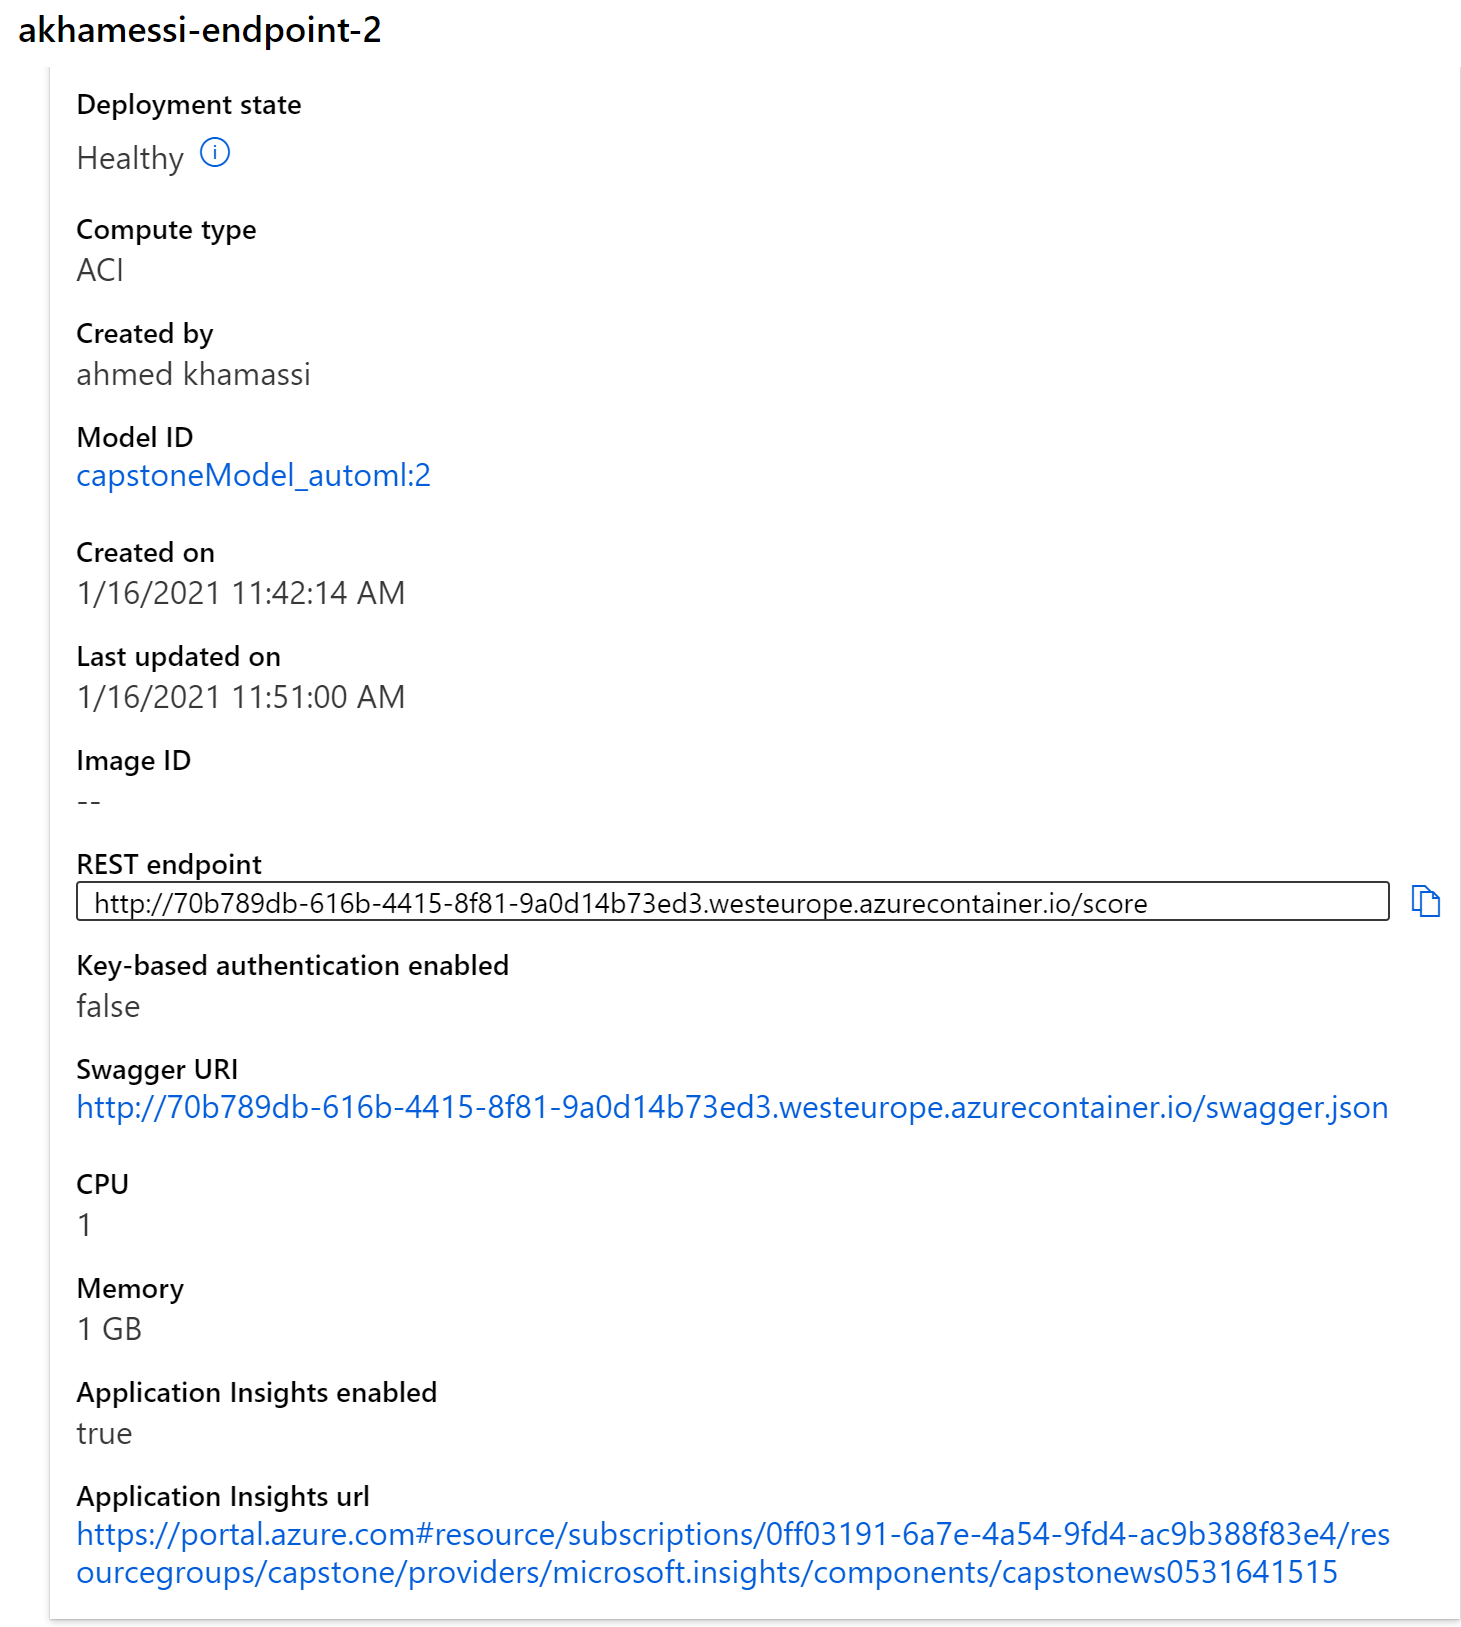 akhamessi-endpoint-2
Deployment state
Healthy
Compute type
ACI
Created by
ahmed khamassi
Model ID
capstoneModel_automl:2
Created on
1/16/2021 11:42:14 AM
Last updated on
1/16/2021 11:51:00 AM
Image ID
--
REST endpoint
http://70b789db-616b-4415-8f81-9a0d14b73ed3.westeurope.azurecontainer.io/score
Key-based authentication enabled
false
Swagger URI
http://70b789db-616b-4415-8f81-9a0d14b73ed3.westeurope.azurecontainer.io/swagger.json
CPU
1
Memory
1 GB
Application Insights enabled
true
Application Insights url
https://portal.azure.com#resource/subscriptions/0ff03191-6a7e-4a54-9fd4-ac9b388f83e4/res
ourcegroups/capstone/providers/microsoft.insights/components/capstonews0531641515